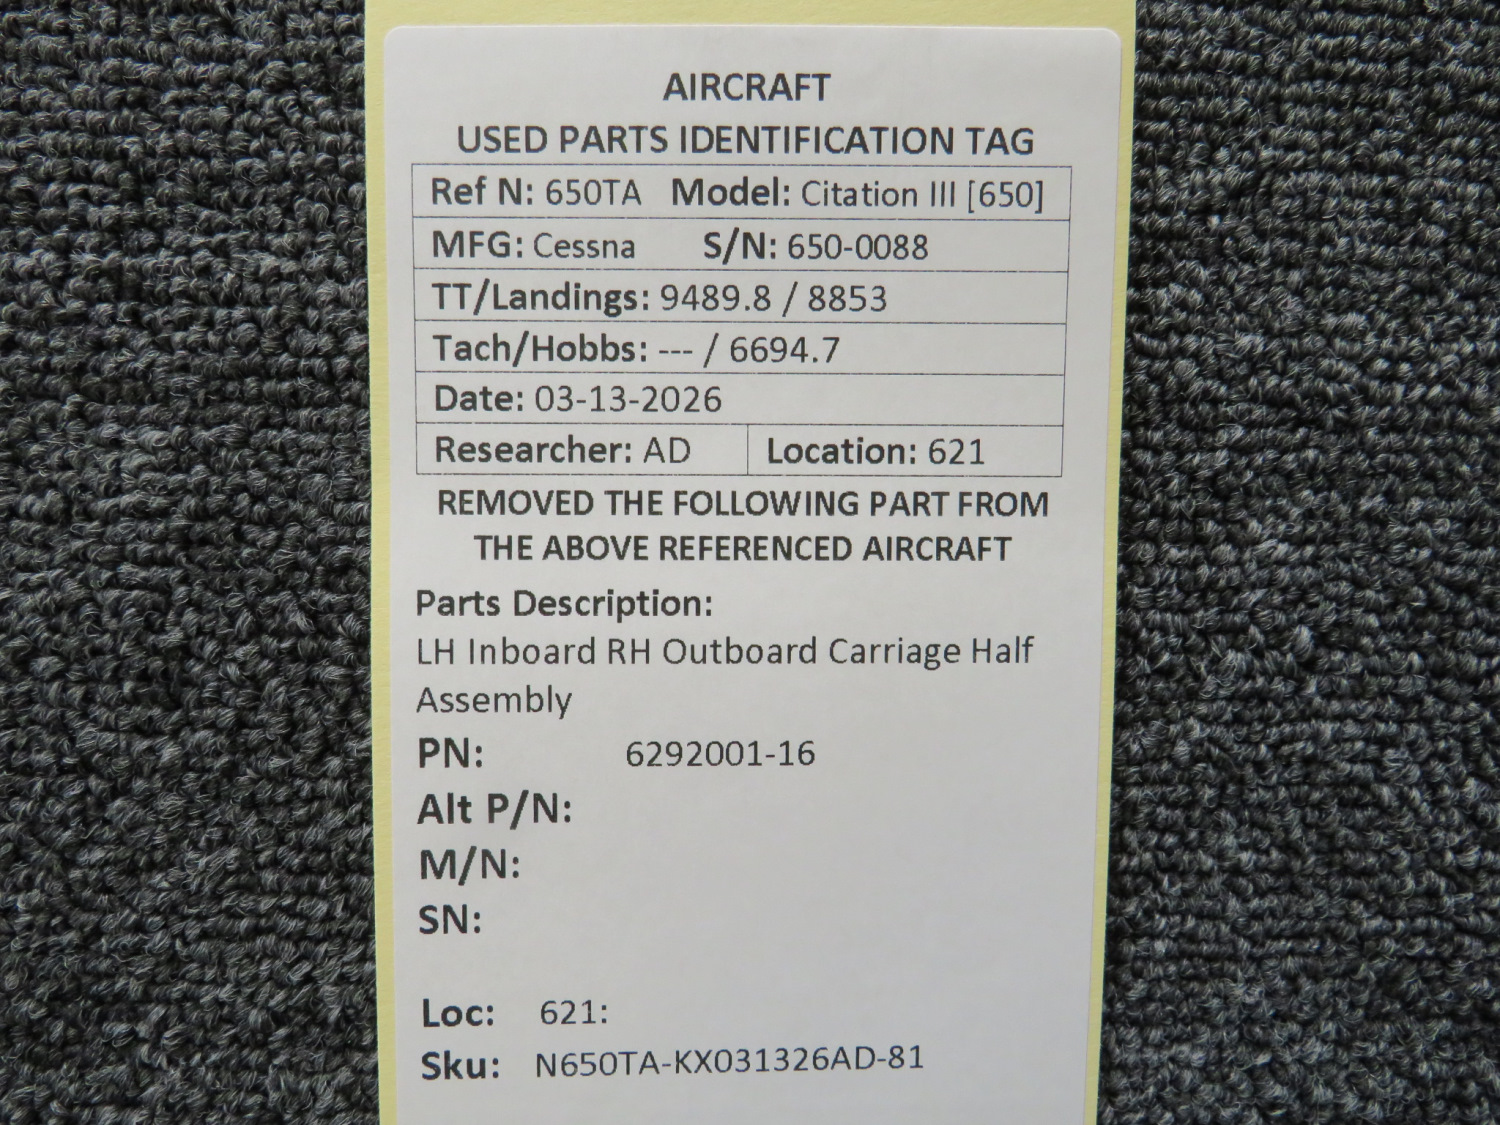 AIRCRAFT
USED PARTS IDENTIFICATION TAG
Ref N: 650TA Model: Citation III [650]
MFG: Cessna S/N: 650-0088
TT/Landings: 9489.8 / 8853
Tach/Hobbs: --- / 6694.7
Date: 03-13-2026
Researcher: AD Location: 621
REMOVED THE FOLLOWING PART FROM
THE ABOVE REFERENCED AIRCRAFT
Parts Description:
LH Inboard RH Outboard Carriage Half
Assembly
PN: 6292001-16
Alt P/N:
M/N:
SN:
Loc: 621:
Sku: N650TA-KX031326AD-81